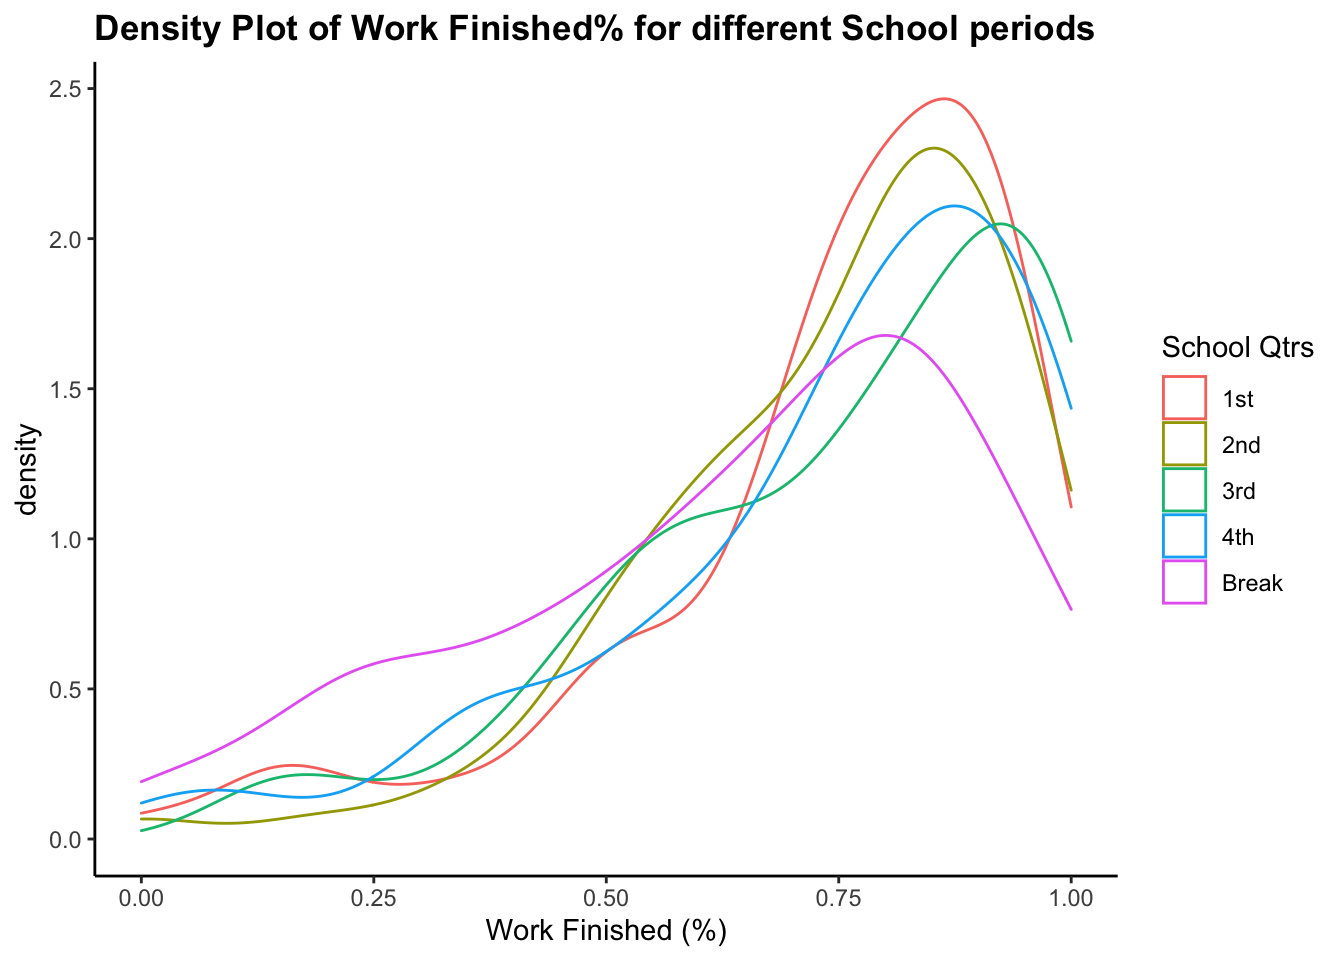 Density Plot of Work Finished% for different School periods
density
2.5
2.0
1.5
1.0
0.5
0.0
0.00 0.25 0.50 0.75 1.00
Work Finished (%)
School Qtrs
1st
2nd
3rd
4th
Break